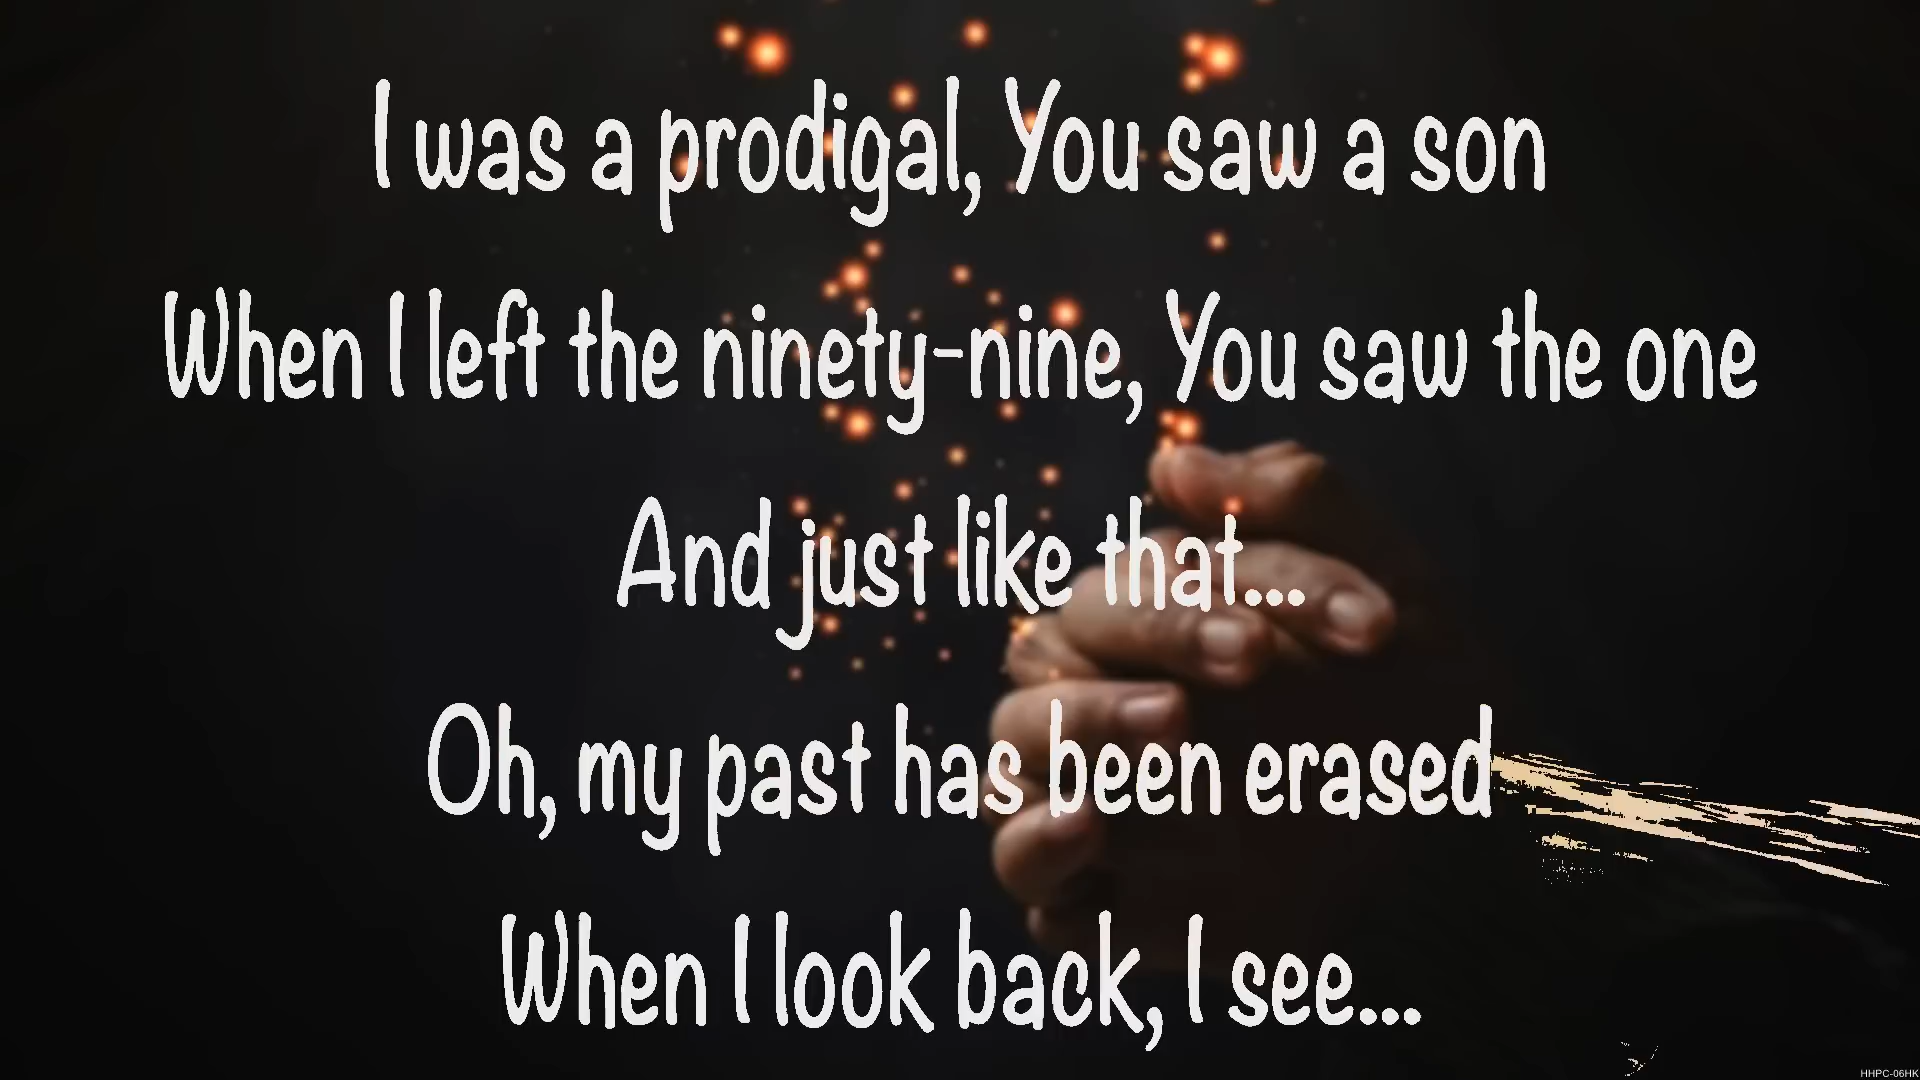 I was a prodigal, You saw a son
When I left the ninety-nine, You saw the one
And just like that...
Oh, my past has been erased
When I look back, I see...
HHPC-06HK